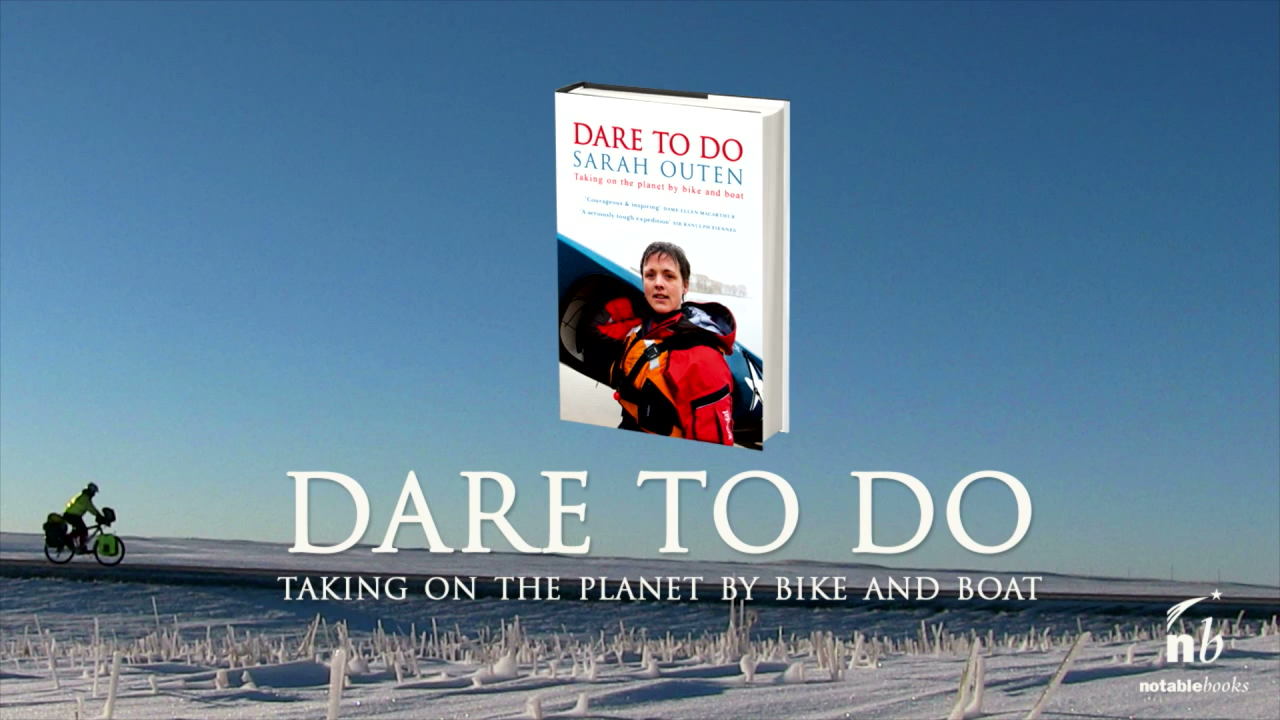 DARE TO DO
SARAH OUTEN
Taking on the planet by bike and boat
'Courageous & inspiring' DAME ELLEN MACARTHUR
'A seriously tough expedition' SIR RANULPH FIENNES
DARE TO DO
TAKING ON THE PLANET BY BIKE AND BOAT
nb
notablebooks